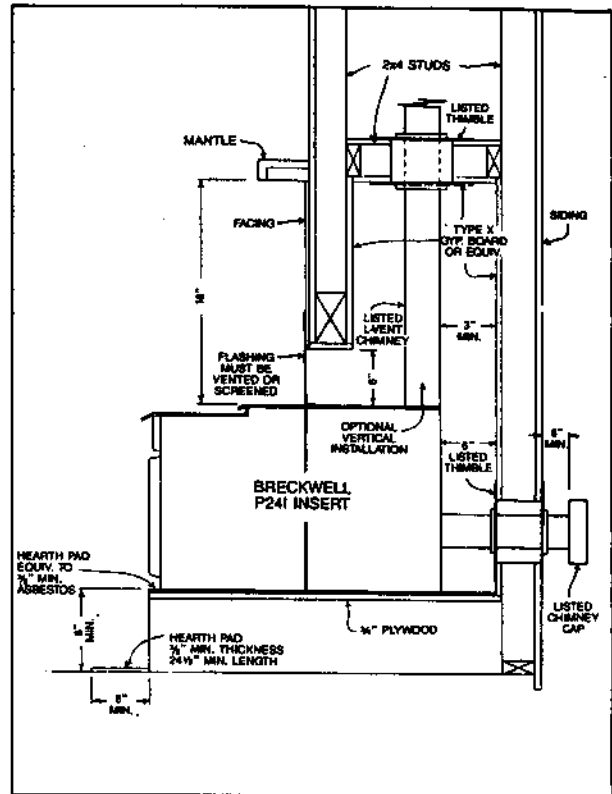 2x4 STUDS
LISTED
THIMBLE
MANTLE
FACING
SIDING
TYPE X
GYP. BOARD
OR EQUIV.
LISTED
L-VENT
CHIMNEY
3"
MIN.
FLASHING
MUST BE
VENTED OR
SCREENED
OPTIONAL
VERTICAL
INSTALLATION
6"
MIN.
6"
LISTED
THIMBLE
BRECKWELL
P24I INSERT
HEARTH PAD
EQUIV. TO
MIN.
ASBESTOS
MIN.
PLYWOOD
LISTED
CHIMNEY
CAP
HEARTH PAD
MIN. THICKNESS
24½" MIN. LENGTH
MIN.